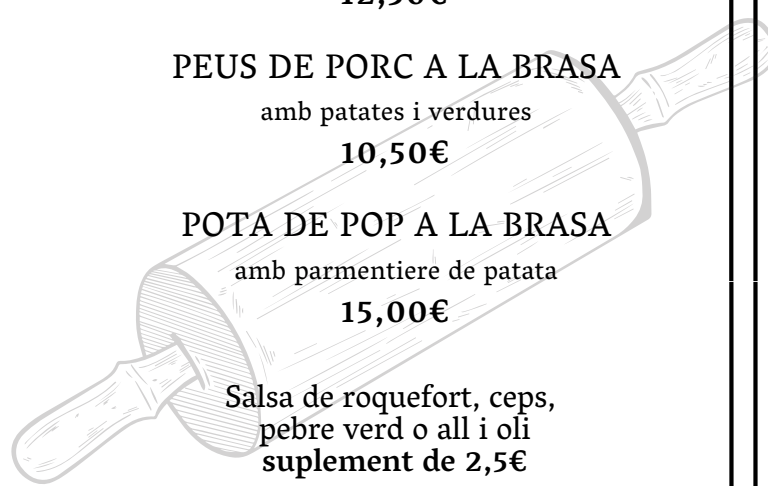 PEUS DE PORC A LA BRASA
amb patates i verdures
10,50€
POTA DE POP A LA BRASA
amb parmentiere de patata
15,00€
Salsa de roquefort, ceps,
pebre verd o all i oli
suplement de 2,5€